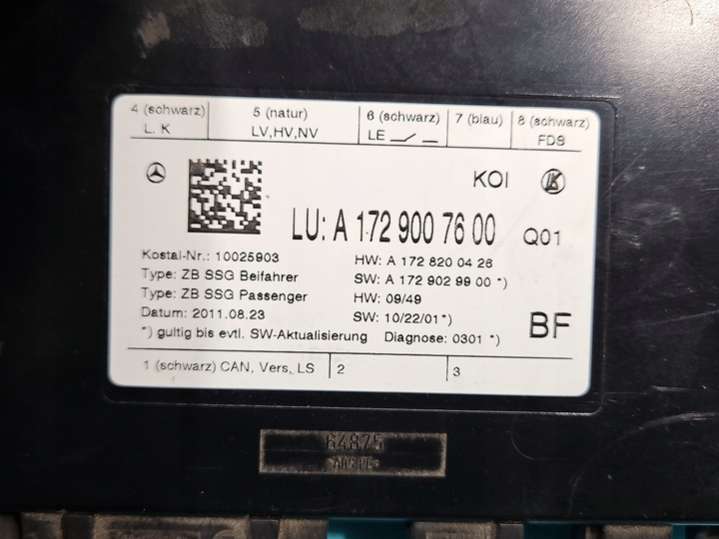 4 (schwarz) 5 (natur) 6 (schwarz) 7 (blau) 8 (schwarz)
L. K LV,HV,NV LE FDS
KOI
LU: A 172 900 76 00 Q01
Kostal-Nr.: 10025903 HW: A 172 820 04 26
Type: ZB SSG Beifahrer SW: A 172 902 99 00 *)
Type: ZB SSG Passenger HW: 09/49
Datum: 2011.08.23 SW: 10/22/01*) BF
*) gultig bis evtl. SW-Aktualisierung Diagnose: 0301 *)
1 (schwarz) CAN, Vers, LS 2 3
64875